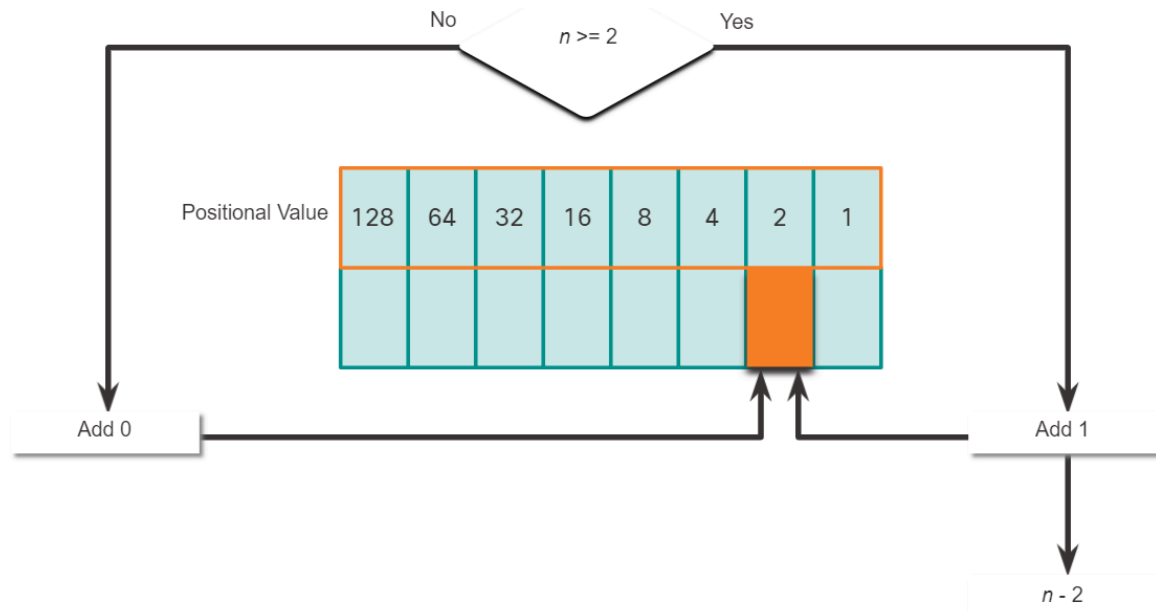 No
n >= 2
Yes
Positional Value
128 64 32 16 8 4 2 1
Add 0
Add 1
n - 2